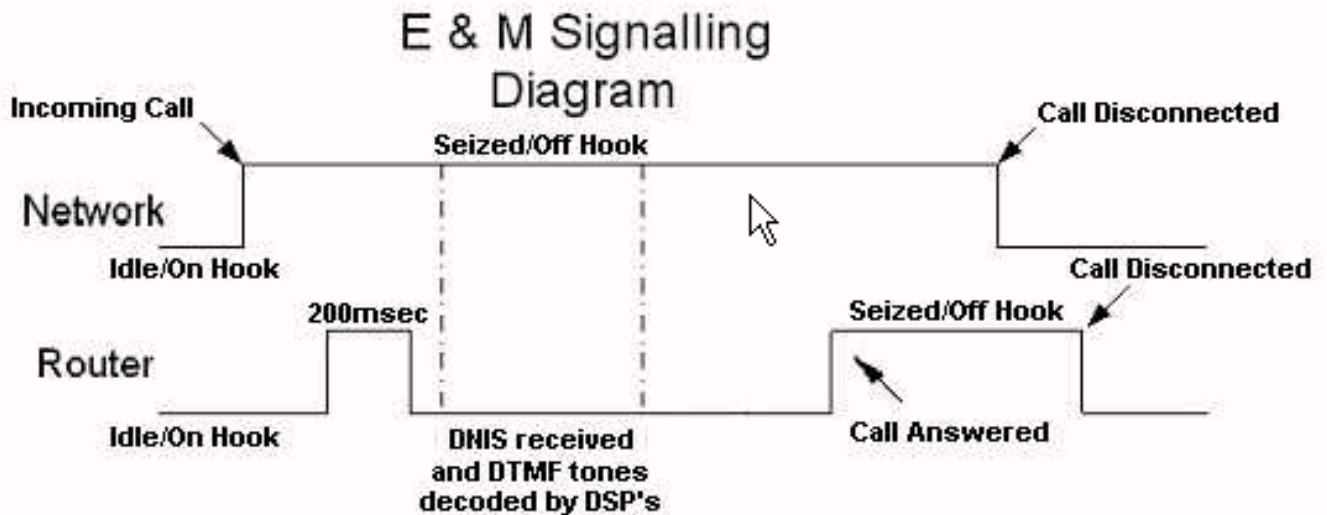 E & M Signalling
Diagram
Incoming Call
Call Disconnected
Seized/Off Hook
Network
Idle/On Hook
Call Disconnected
200msec
Seized/Off Hook
Router
Idle/On Hook
DNIS received
and DTMF tones
decoded by DSP's
Call Answered